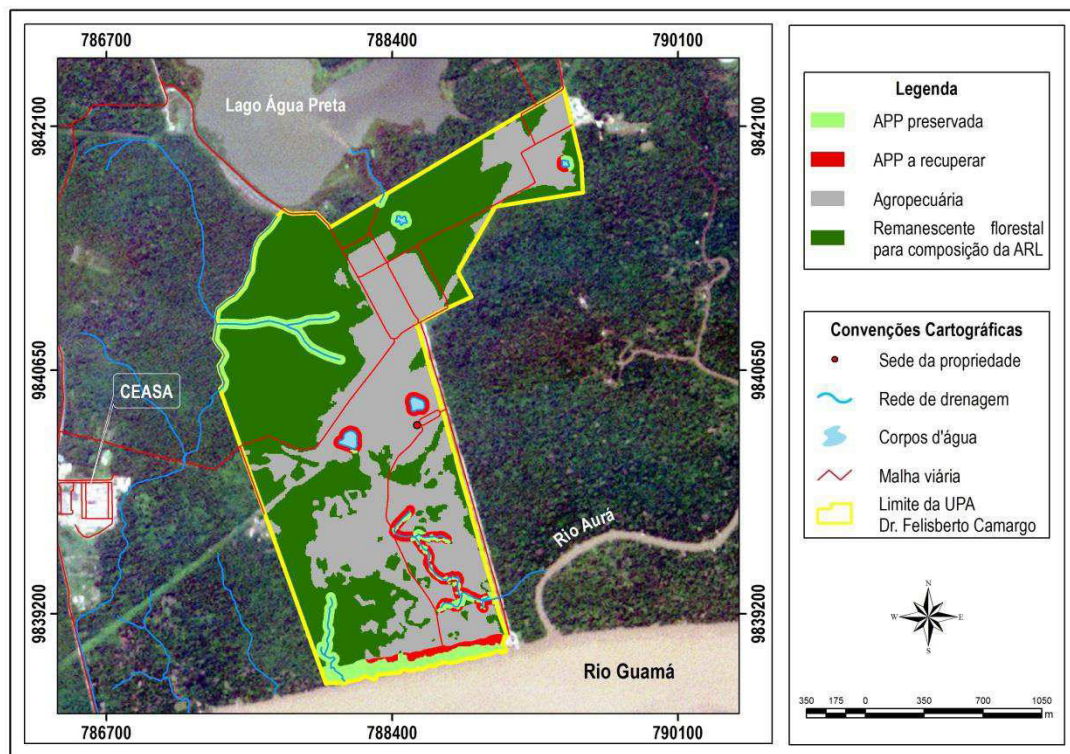 786700 788400 790100
9842100 9842100
Lago Água Preta
9840650 9840650
CEASA
Rio Aurá
9839200 9839200
Rio Guamá
786700 788400 790100
Legenda
APP preservada
APP a recuperar
Agropecuária
Remanescente florestal
para composição da ARL
Convenções Cartográficas
Sede da propriedade
Rede de drenagem
Corpos d'água
Malha viária
Limite da UPA
Dr. Felisberto Camargo
N
W E
S
350 175 0 350 700 1050
m